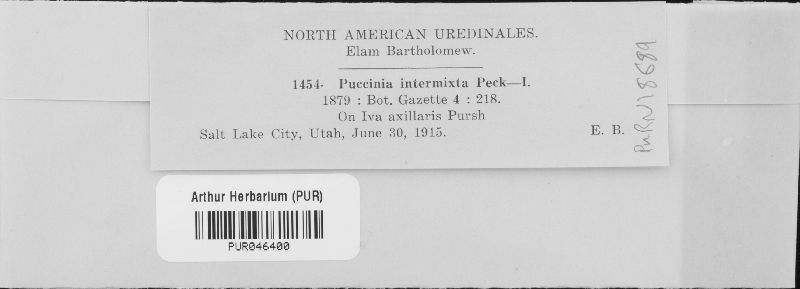 NORTH AMERICAN UREDINALES.
Elam Bartholomew.
1454. Puccinia intermixta Peck—I.
1879 : Bot. Gazette 4 : 218.
On Iva axillaris Pursh
Salt Lake City, Utah, June 30, 1915. E. B.
PURN18689
Arthur Herbarium (PUR)
PUR046400